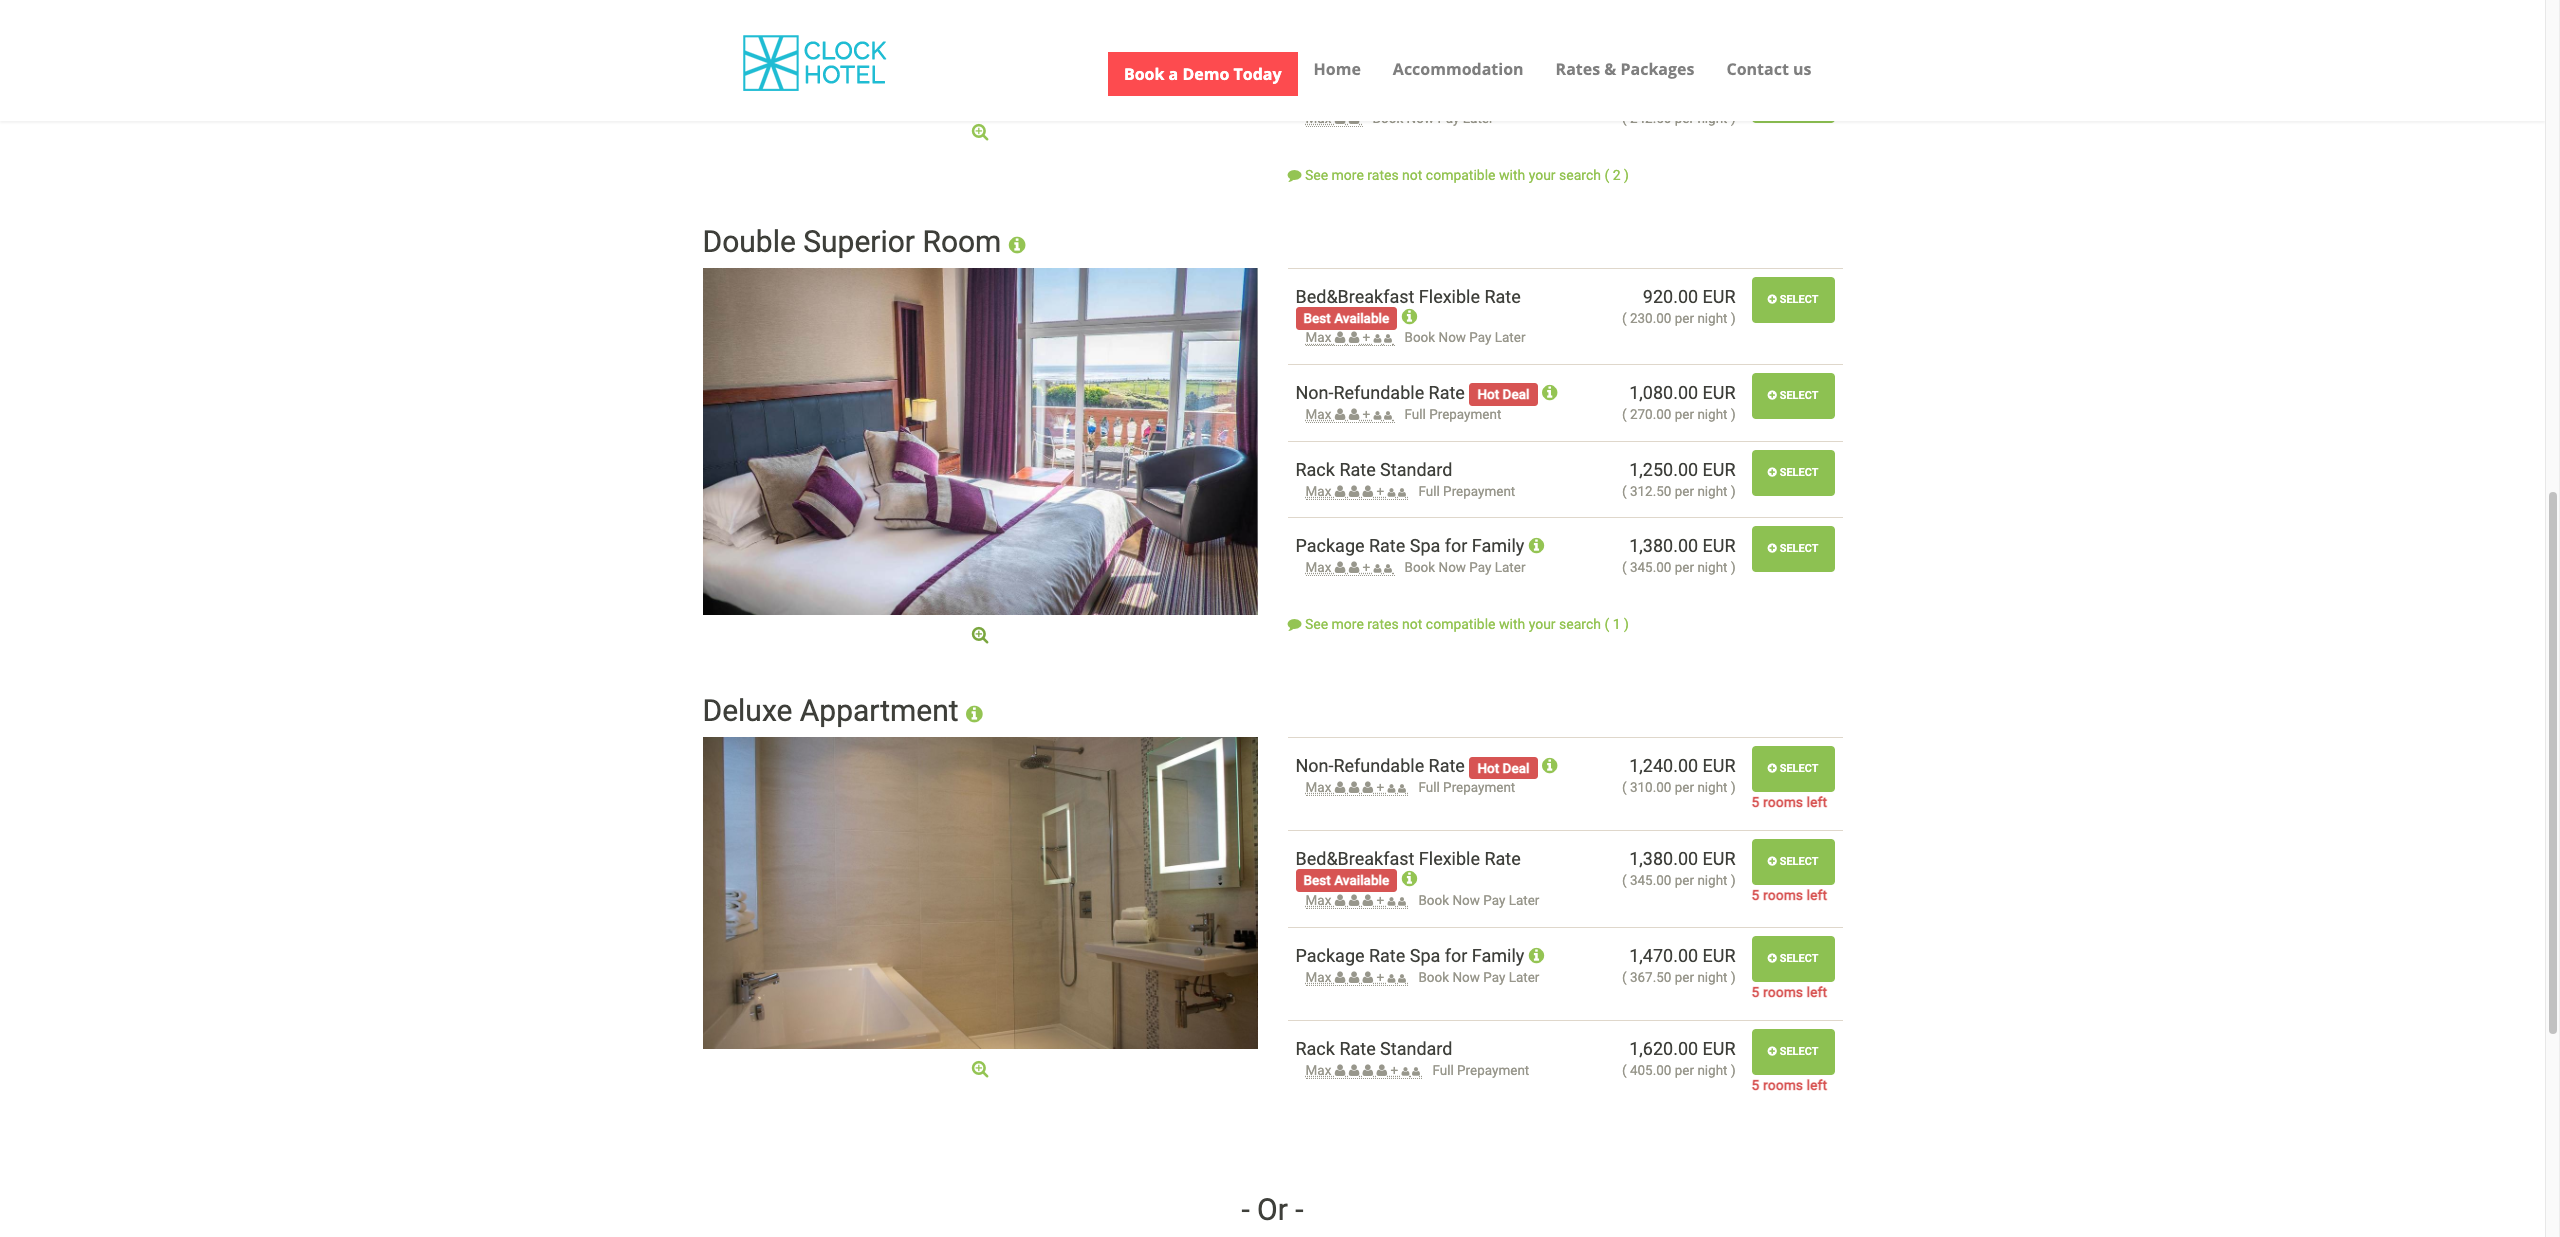 CLOCK
HOTEL
Book a Demo Today
Home
Accommodation
Rates & Packages
Contact us
Max Book Now Pay Later
See more rates not compatible with your search ( 2 )
Double Superior Room
Bed&Breakfast Flexible Rate 920.00 EUR SELECT
Best Available ( 230.00 per night )
Max + Book Now Pay Later
Non-Refundable Rate Hot Deal 1,080.00 EUR SELECT
Max + Full Prepayment ( 270.00 per night )
Rack Rate Standard 1,250.00 EUR SELECT
Max + Full Prepayment ( 312.50 per night )
Package Rate Spa for Family 1,380.00 EUR SELECT
Max + Book Now Pay Later ( 345.00 per night )
See more rates not compatible with your search ( 1 )
Deluxe Appartment
Non-Refundable Rate Hot Deal 1,240.00 EUR SELECT
Max + Full Prepayment ( 310.00 per night )
5 rooms left
Bed&Breakfast Flexible Rate 1,380.00 EUR SELECT
Best Available ( 345.00 per night )
5 rooms left
Max + Book Now Pay Later
Package Rate Spa for Family 1,470.00 EUR SELECT
Max + Book Now Pay Later ( 367.50 per night )
5 rooms left
Rack Rate Standard 1,620.00 EUR SELECT
Max + Full Prepayment ( 405.00 per night )
5 rooms left
- Or -